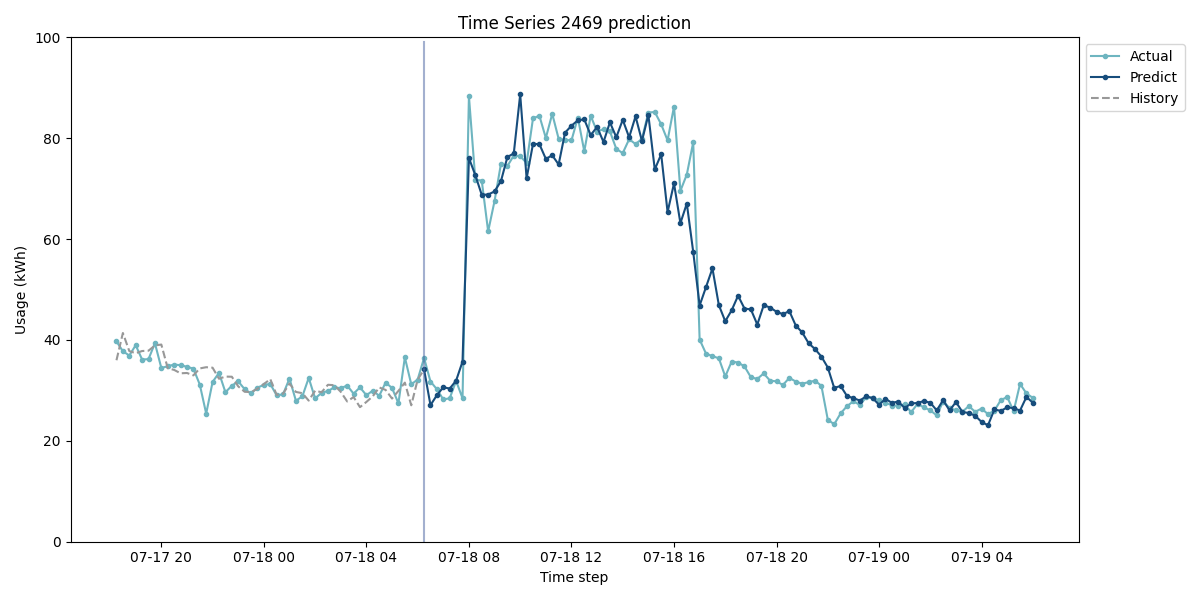 Time Series 2469 prediction
100
80
60
40
20
0
Usage (kWh)
07-17 20
07-18 00
07-18 04
07-18 08
07-18 12
07-18 16
07-18 20
07-19 00
07-19 04
Time step
Actual
Predict
History